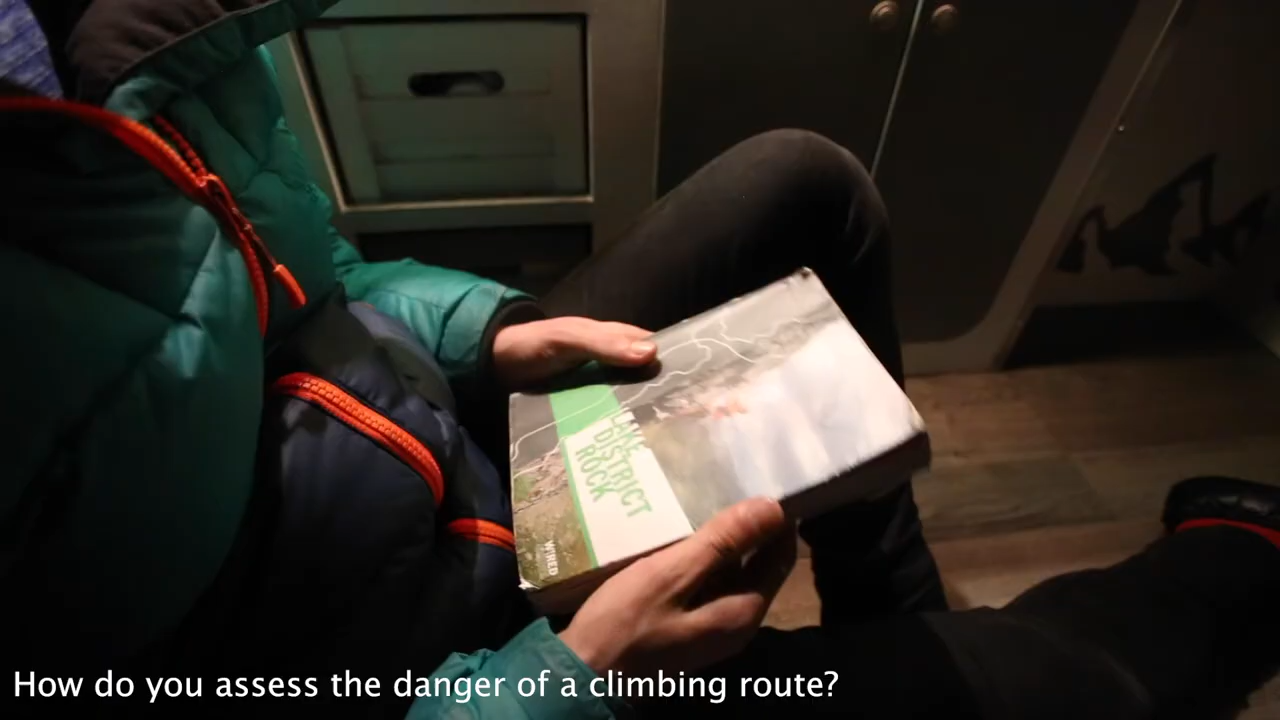 LAKE
DISTRICT
ROCK
WIRED
How do you assess the danger of a climbing route?